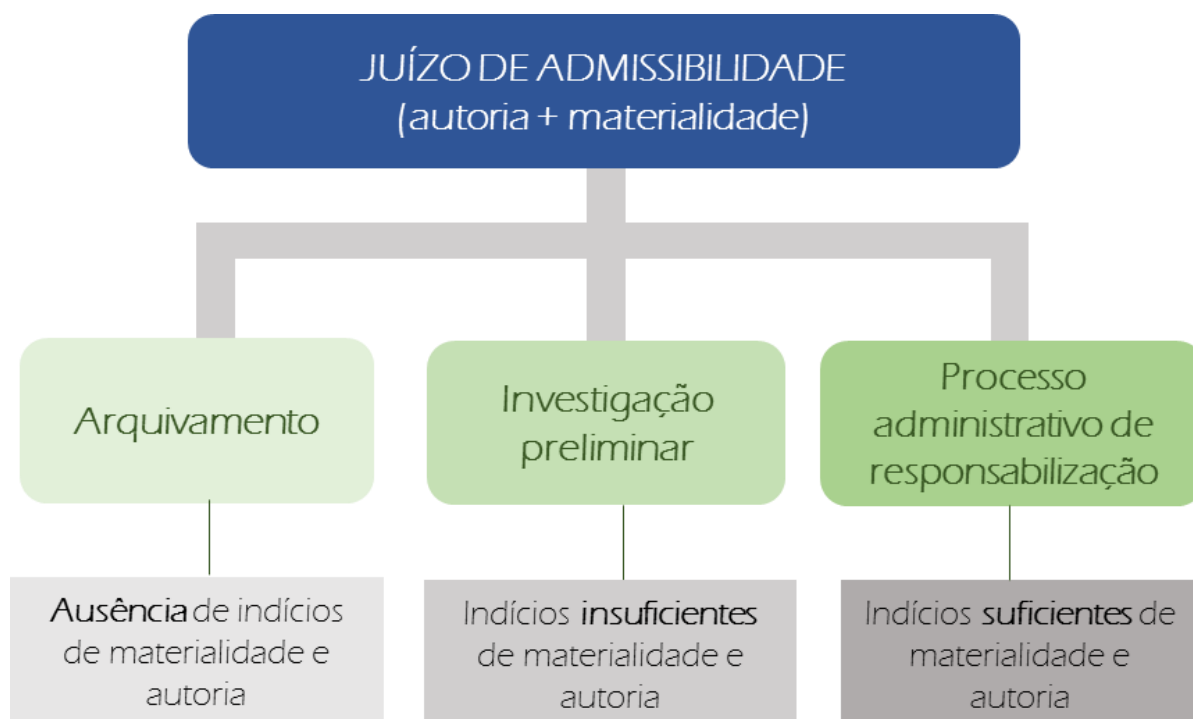 JUÍZO DE ADMISSIBILIDADE
(autoria + materialidade)
Arquivamento
Investigação
preliminar
Processo
administrativo de
responsabilização
Ausência de indícios
de materialidade e
autoria
Indícios insuficientes
de materialidade e
autoria
Indícios suficientes de
materialidade e
autoria